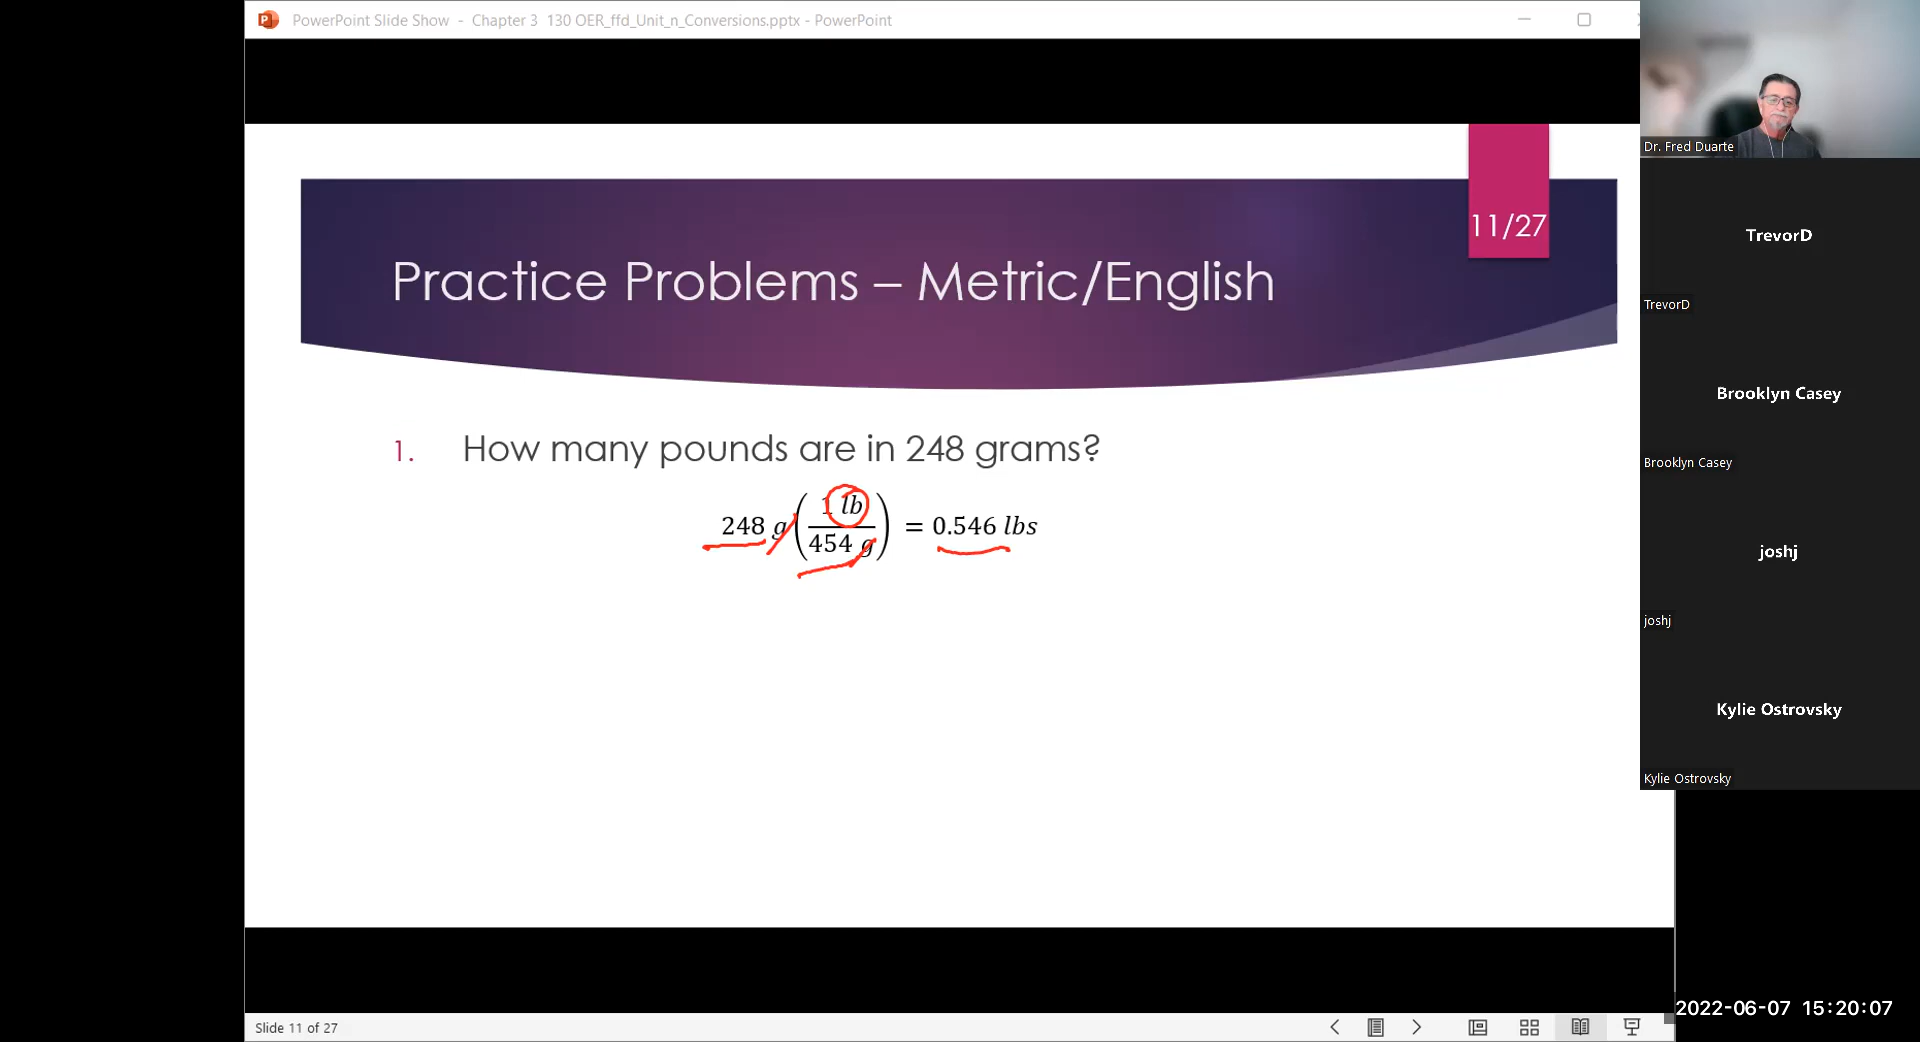 PowerPoint Slide Show - Chapter 3 130 OER_ffd_Unit_n_Conversions.pptx - PowerPoint
Dr. Fred Duarte
11/27
Practice Problems – Metric/English
1. How many pounds are in 248 grams?
248 g (1 lb / 454 g) = 0.546 lbs
TrevorD
TrevorD
Brooklyn Casey
Brooklyn Casey
joshj
joshj
Kylie Ostrovsky
Kylie Ostrovsky
2022-06-07 15:20:07
Slide 11 of 27